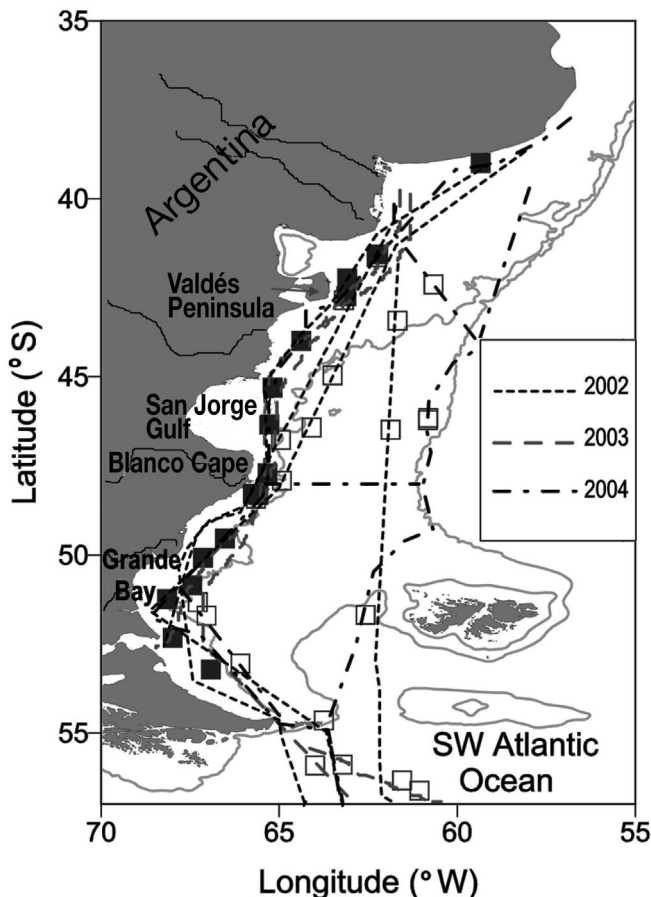 35
40
45
50
55
Latitude (° S)
Argentina
Valdés
Peninsula
San Jorge
Gulf
Blanco Cape
Grande
Bay
2002
2003
2004
SW Atlantic
Ocean
70
65
60
55
Longitude (° W)